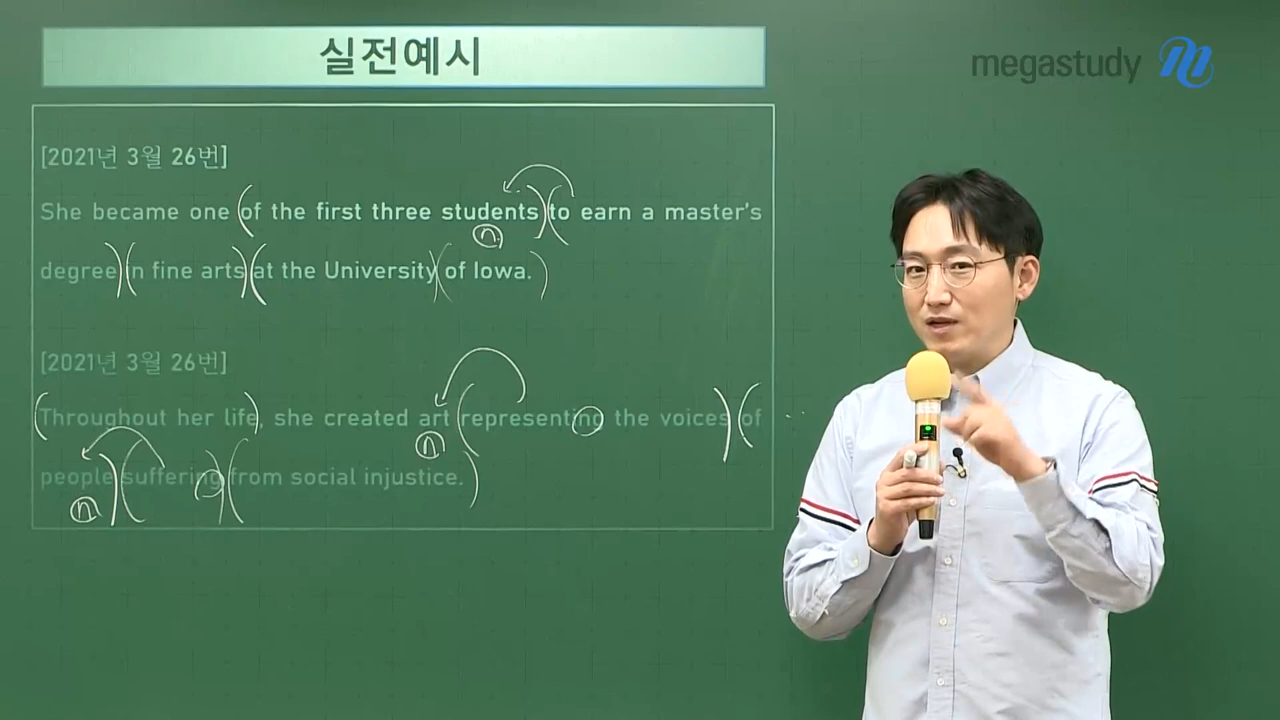 실전예시
megastudy
[2021년 3월 26번]
She became one of the first three students to earn a master's
n
degree in fine arts at the University of Iowa.
[2021년 3월 26번]
Throughout her life, she created art representing the voices of
n
people suffering from social injustice.
n